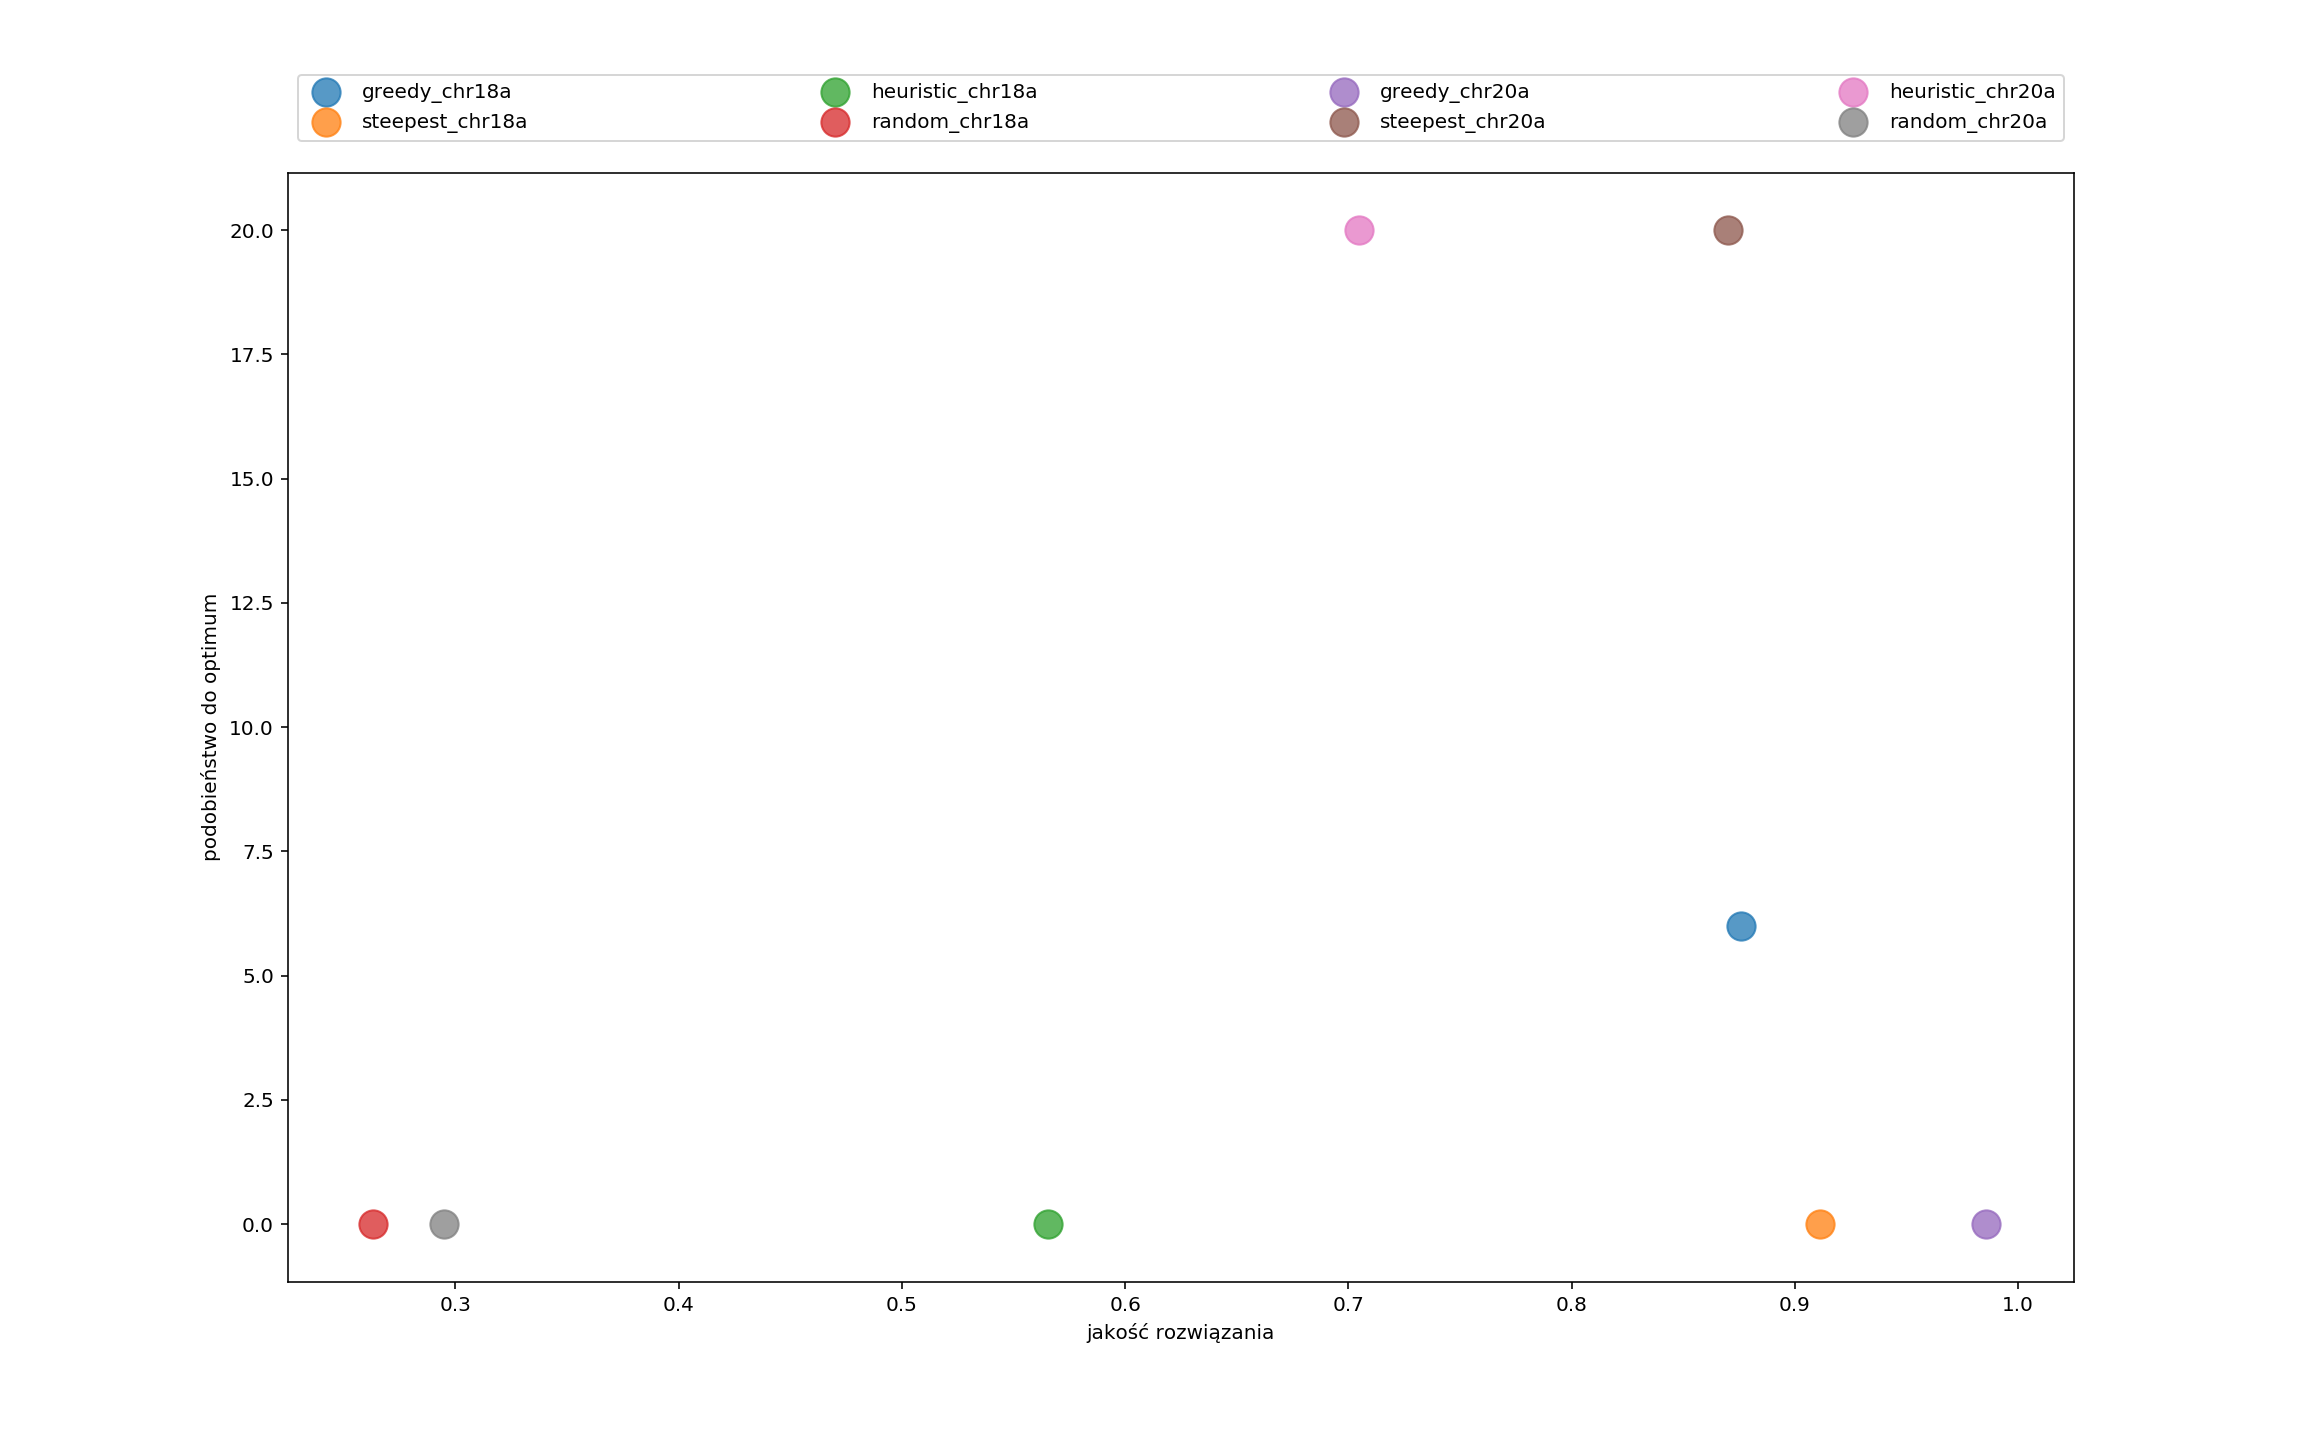 greedy_chr18a heuristic_chr18a greedy_chr20a heuristic_chr20a
steepest_chr18a random_chr18a steepest_chr20a random_chr20a
20.0
17.5
15.0
12.5
10.0
7.5
5.0
2.5
0.0
podobieństwo do optimum
0.3 0.4 0.5 0.6 0.7 0.8 0.9 1.0
jakość rozwiązania